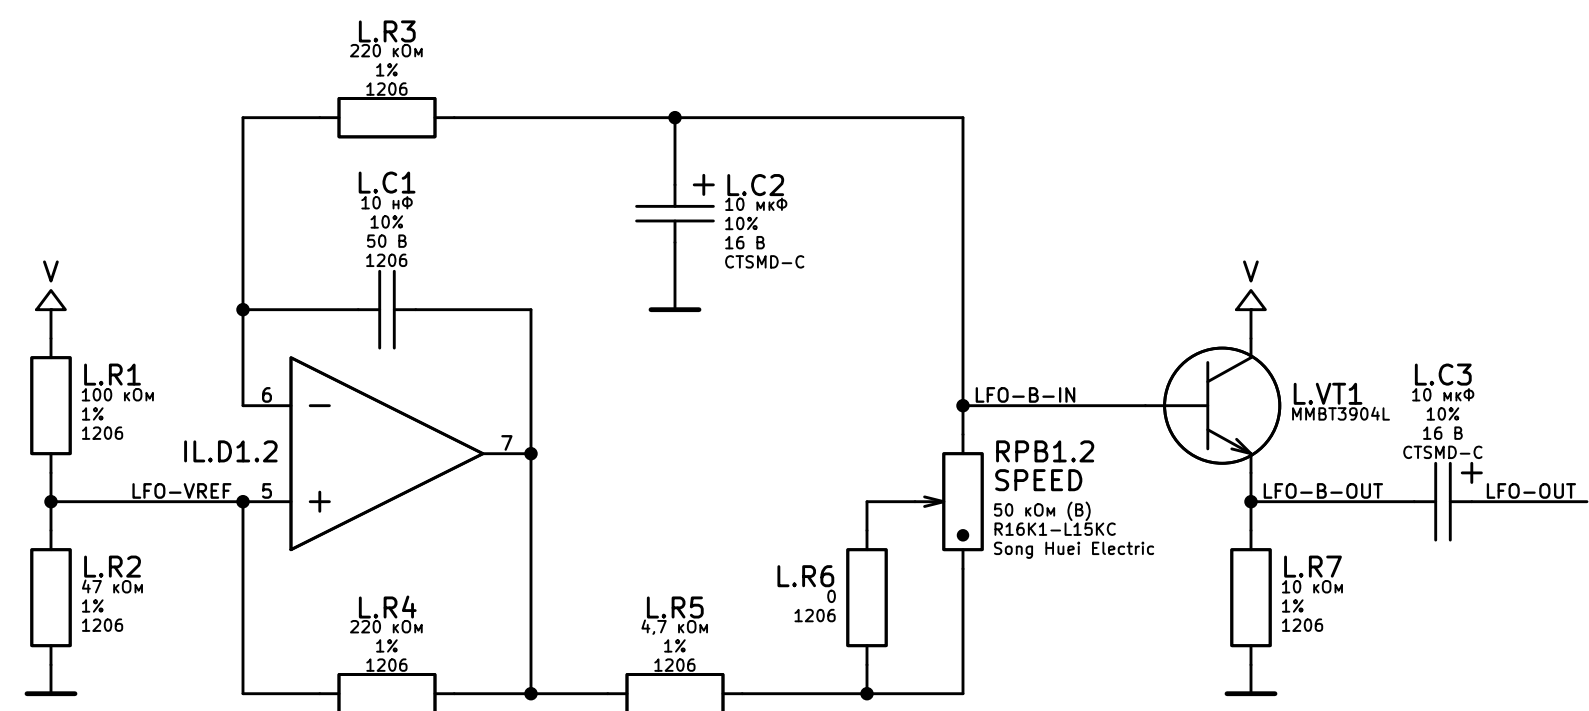 L.R3
220 кОм
1%
1206
L.C1
10 нФ
10%
50 В
1206
+ L.C2
10 мкФ
10%
16 В
CTSMD-C
V
L.R1
100 кОм
1%
1206
6
−
IL.D1.2
7
LFO-VREF
5
+
L.R2
47 кОм
1%
1206
L.R4
220 кОм
1%
1206
L.R5
4,7 кОм
1%
1206
L.R6
0
1206
LFO-B-IN
RPB1.2
SPEED
50 кОм (B)
R16K1-L15KC
Song Huei Electric
V
L.VT1
MMBT3904L
L.C3
10 мкФ
10%
16 В
CTSMD-C
+
LFO-B-OUT
LFO-OUT
L.R7
10 кОм
1%
1206